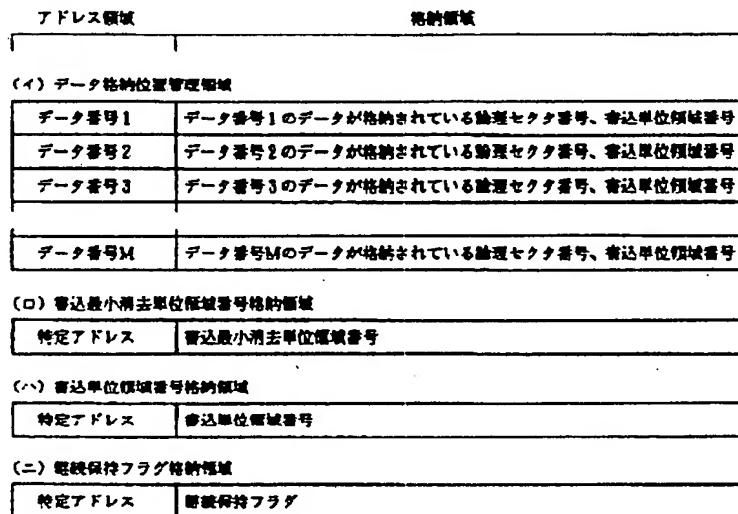 アドレス領域 格納領域
(イ) データ格納位置管理領域
データ番号1 データ番号1のデータが格納されている論理セクタ番号、書込単位領域番号
データ番号2 データ番号2のデータが格納されている論理セクタ番号、書込単位領域番号
データ番号3 データ番号3のデータが格納されている論理セクタ番号、書込単位領域番号
データ番号M データ番号Mのデータが格納されている論理セクタ番号、書込単位領域番号
(ロ) 書込最小消去単位領域番号格納領域
特定アドレス 書込最小消去単位領域番号
(ハ) 書込単位領域番号格納領域
特定アドレス 書込単位領域番号
(ニ) 継続保持フラグ格納領域
特定アドレス 継続保持フラグ